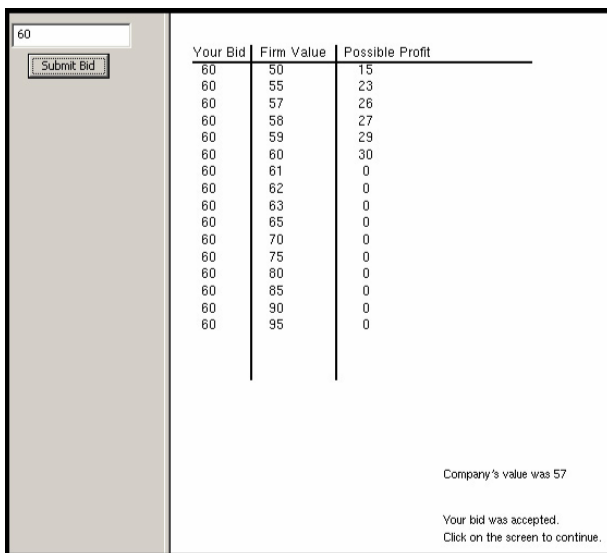 60
Submit Bid
Your Bid Firm Value Possible Profit
60 50 15
60 55 23
60 57 26
60 58 27
60 59 29
60 60 30
60 61 0
60 62 0
60 63 0
60 65 0
60 70 0
60 75 0
60 80 0
60 85 0
60 90 0
60 95 0
Company's value was 57
Your bid was accepted.
Click on the screen to continue.